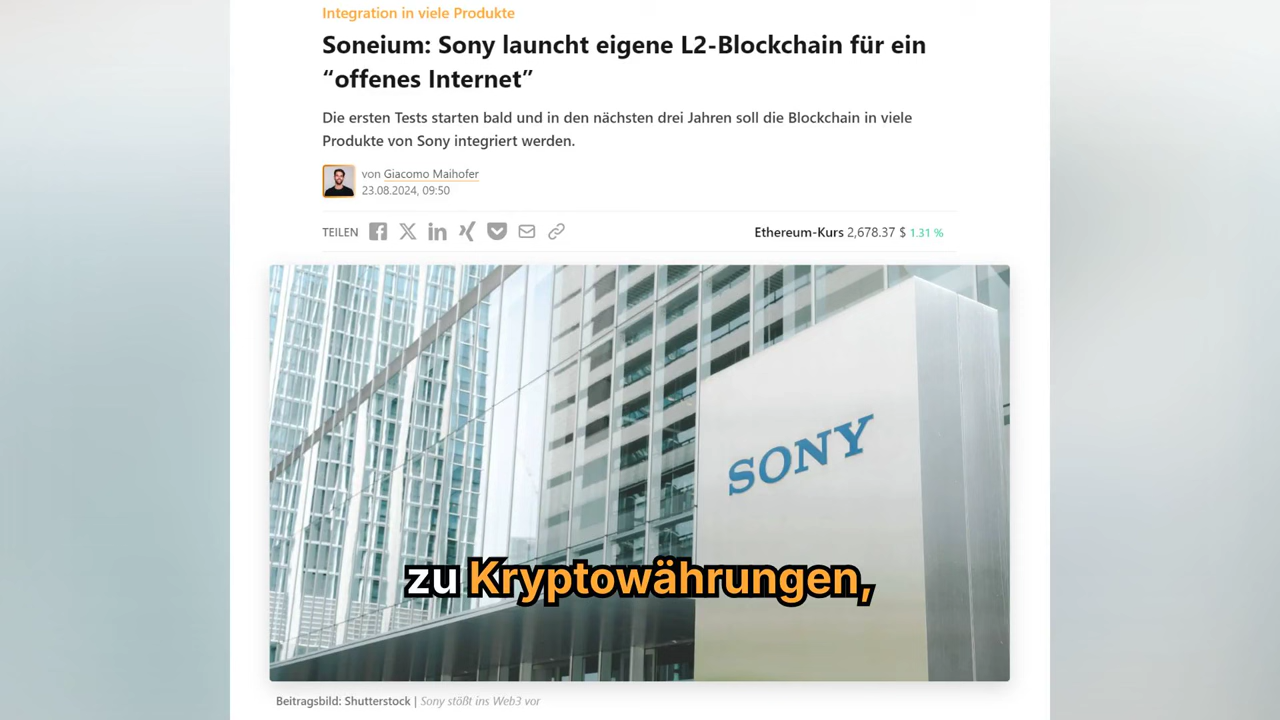 Integration in viele Produkte
Soneium: Sony launcht eigene L2-Blockchain für ein
“offenes Internet”
Die ersten Tests starten bald und in den nächsten drei Jahren soll die Blockchain in viele
Produkte von Sony integriert werden.
von Giacomo Maihofer
23.08.2024, 09:50
TEILEN
Ethereum-Kurs 2,678.37 $ 1.31 %
SONY
zu Kryptowährungen,
Beitragsbild: Shutterstock | Sony stößt ins Web3 vor